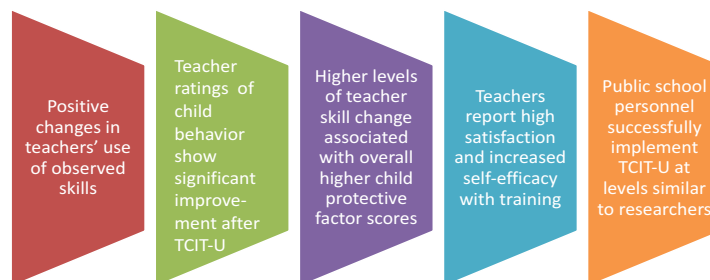 Positive
changes in
teachers' use
of observed
skills
Teacher
ratings of
child
behavior
show
significant
improve-
ment after
TCIT-U
Higher levels
of teacher
skill change
associated
with overall
higher child
protective
factor scores
Teachers
report high
satisfaction
and increased
self-efficacy
with training
Public school
personnel
successfully
implement
TCIT-U at
levels similar
to researchers